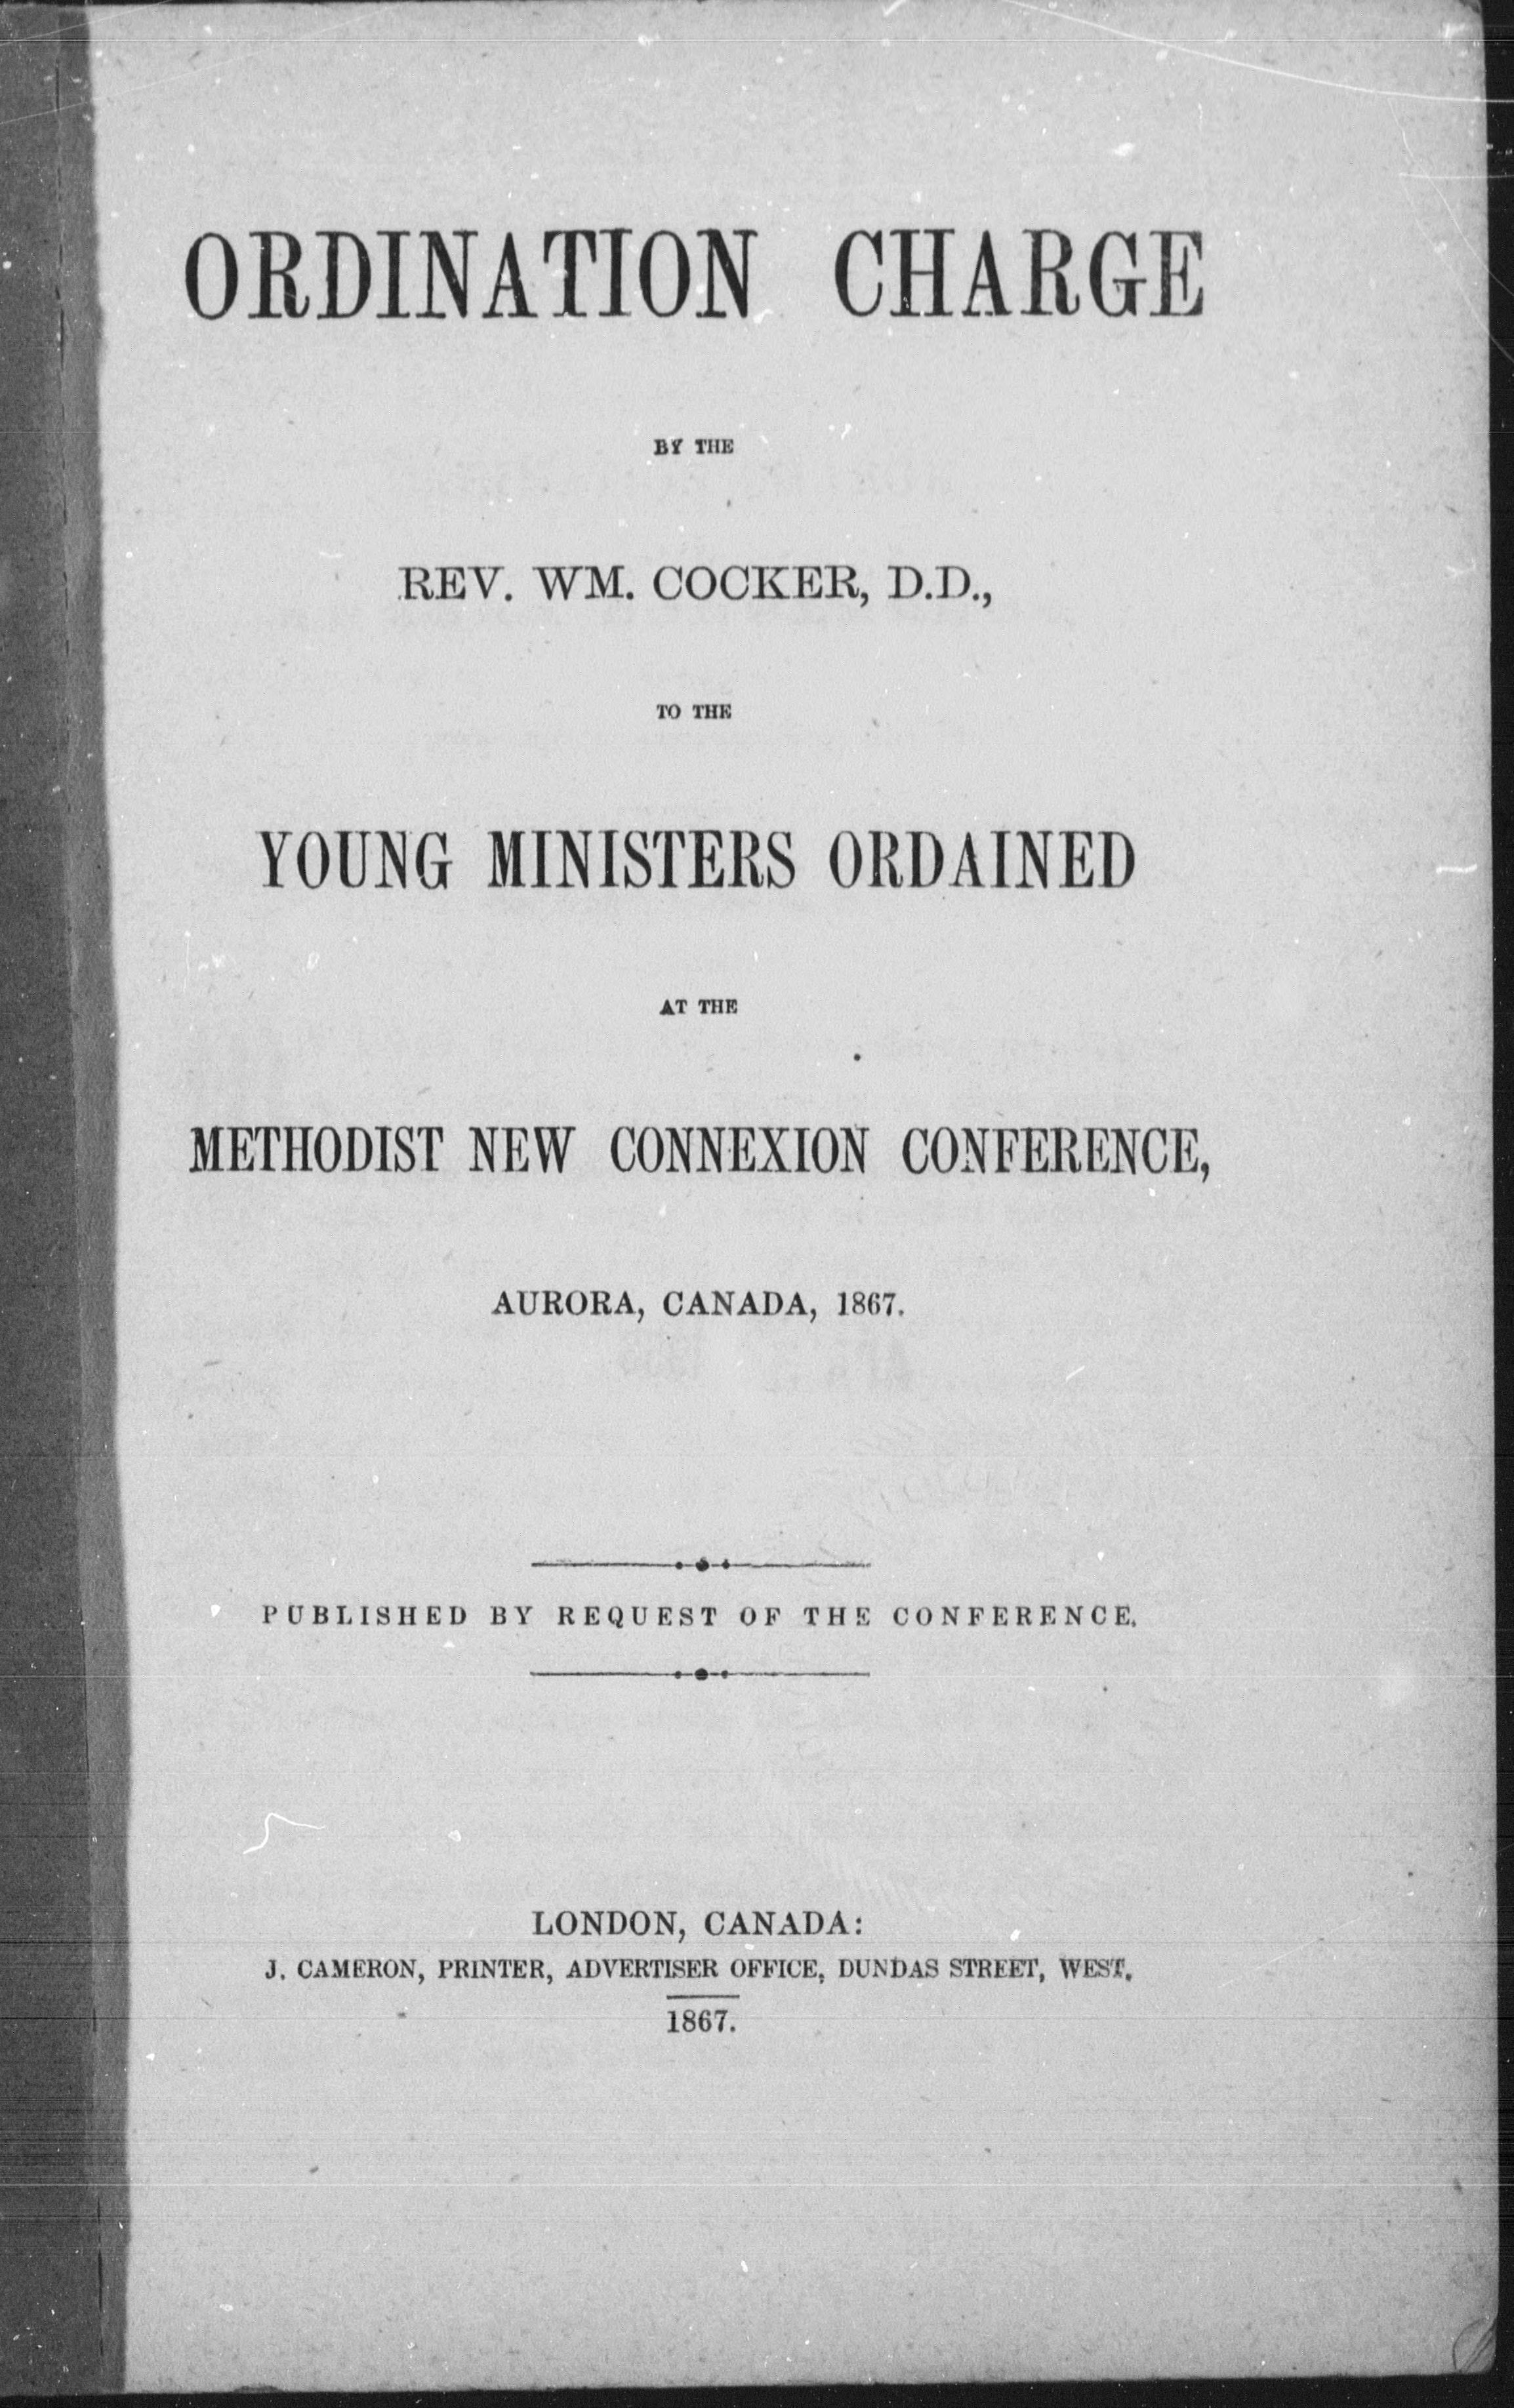 ORDINATION CHARGE
BY THE
REV. WM. COCKER, D.D.,
TO THE
YOUNG MINISTERS ORDAINED
AT THE
METHODIST NEW CONNEXION CONFERENCE,
AURORA, CANADA, 1867.
PUBLISHED BY REQUEST OF THE CONFERENCE.
LONDON, CANADA:
J. CAMERON, PRINTER, ADVERTISER OFFICE, DUNDAS STREET, WEST.
1867.